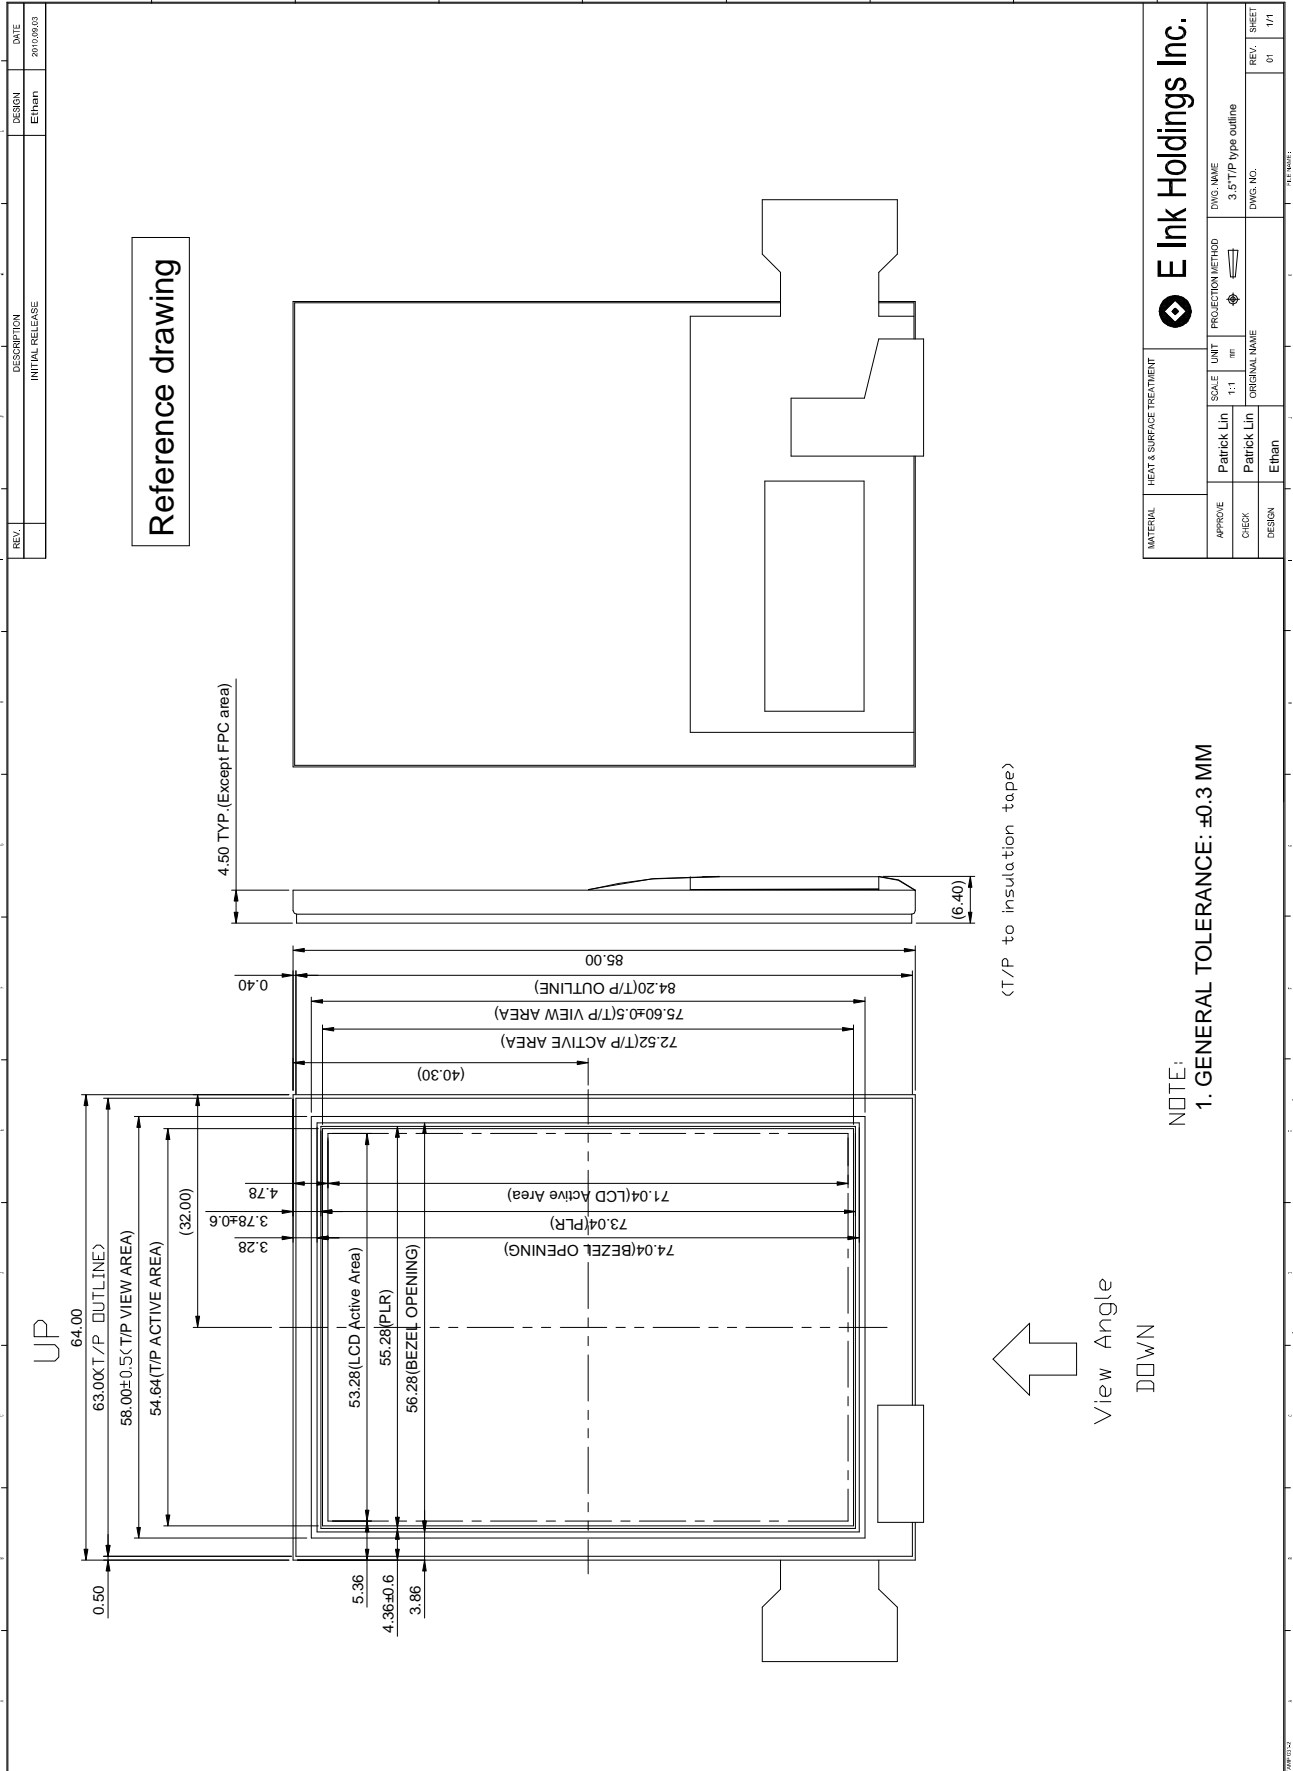 REV.
DESCRIPTION
DESIGN
DATE
INITIAL RELEASE
Ethan
2010.09.03
Reference drawing
UP
64.00
63.00(T/P OUTLINE)
58.00±0.5(T/P VIEW AREA)
54.64(T/P ACTIVE AREA)
(32.00)
0.50
4.78
3.78±0.6
3.28
71.04(LCD Active Area)
73.04(PLR)
74.04(BEZEL OPENING)
53.28(LCD Active Area)
55.28(PLR)
56.28(BEZEL OPENING)
5.36
4.36±0.6
3.86
0.40
85.00
84.20(T/P OUTLINE)
75.60±0.5(T/P VIEW AREA)
72.52(T/P ACTIVE AREA)
(40.30)
4.50 TYP.(Except FPC area)
(6.40)
(T/P to insulation tape)
View Angle
DOWN
NOTE:
1. GENERAL TOLERANCE: ±0.3 MM
MATERIAL
HEAT & SURFACE TREATMENT
E Ink Holdings Inc.
APPROVE
Patrick Lin
CHECK
Patrick Lin
DESIGN
Ethan
SCALE
1:1
UNIT
mm
PROJECTION METHOD
DWG. NAME
3.5"T/P type outline
ORIGINAL NAME
DWG. NO.
REV.
01
SHEET
1/1
FILE NAME: